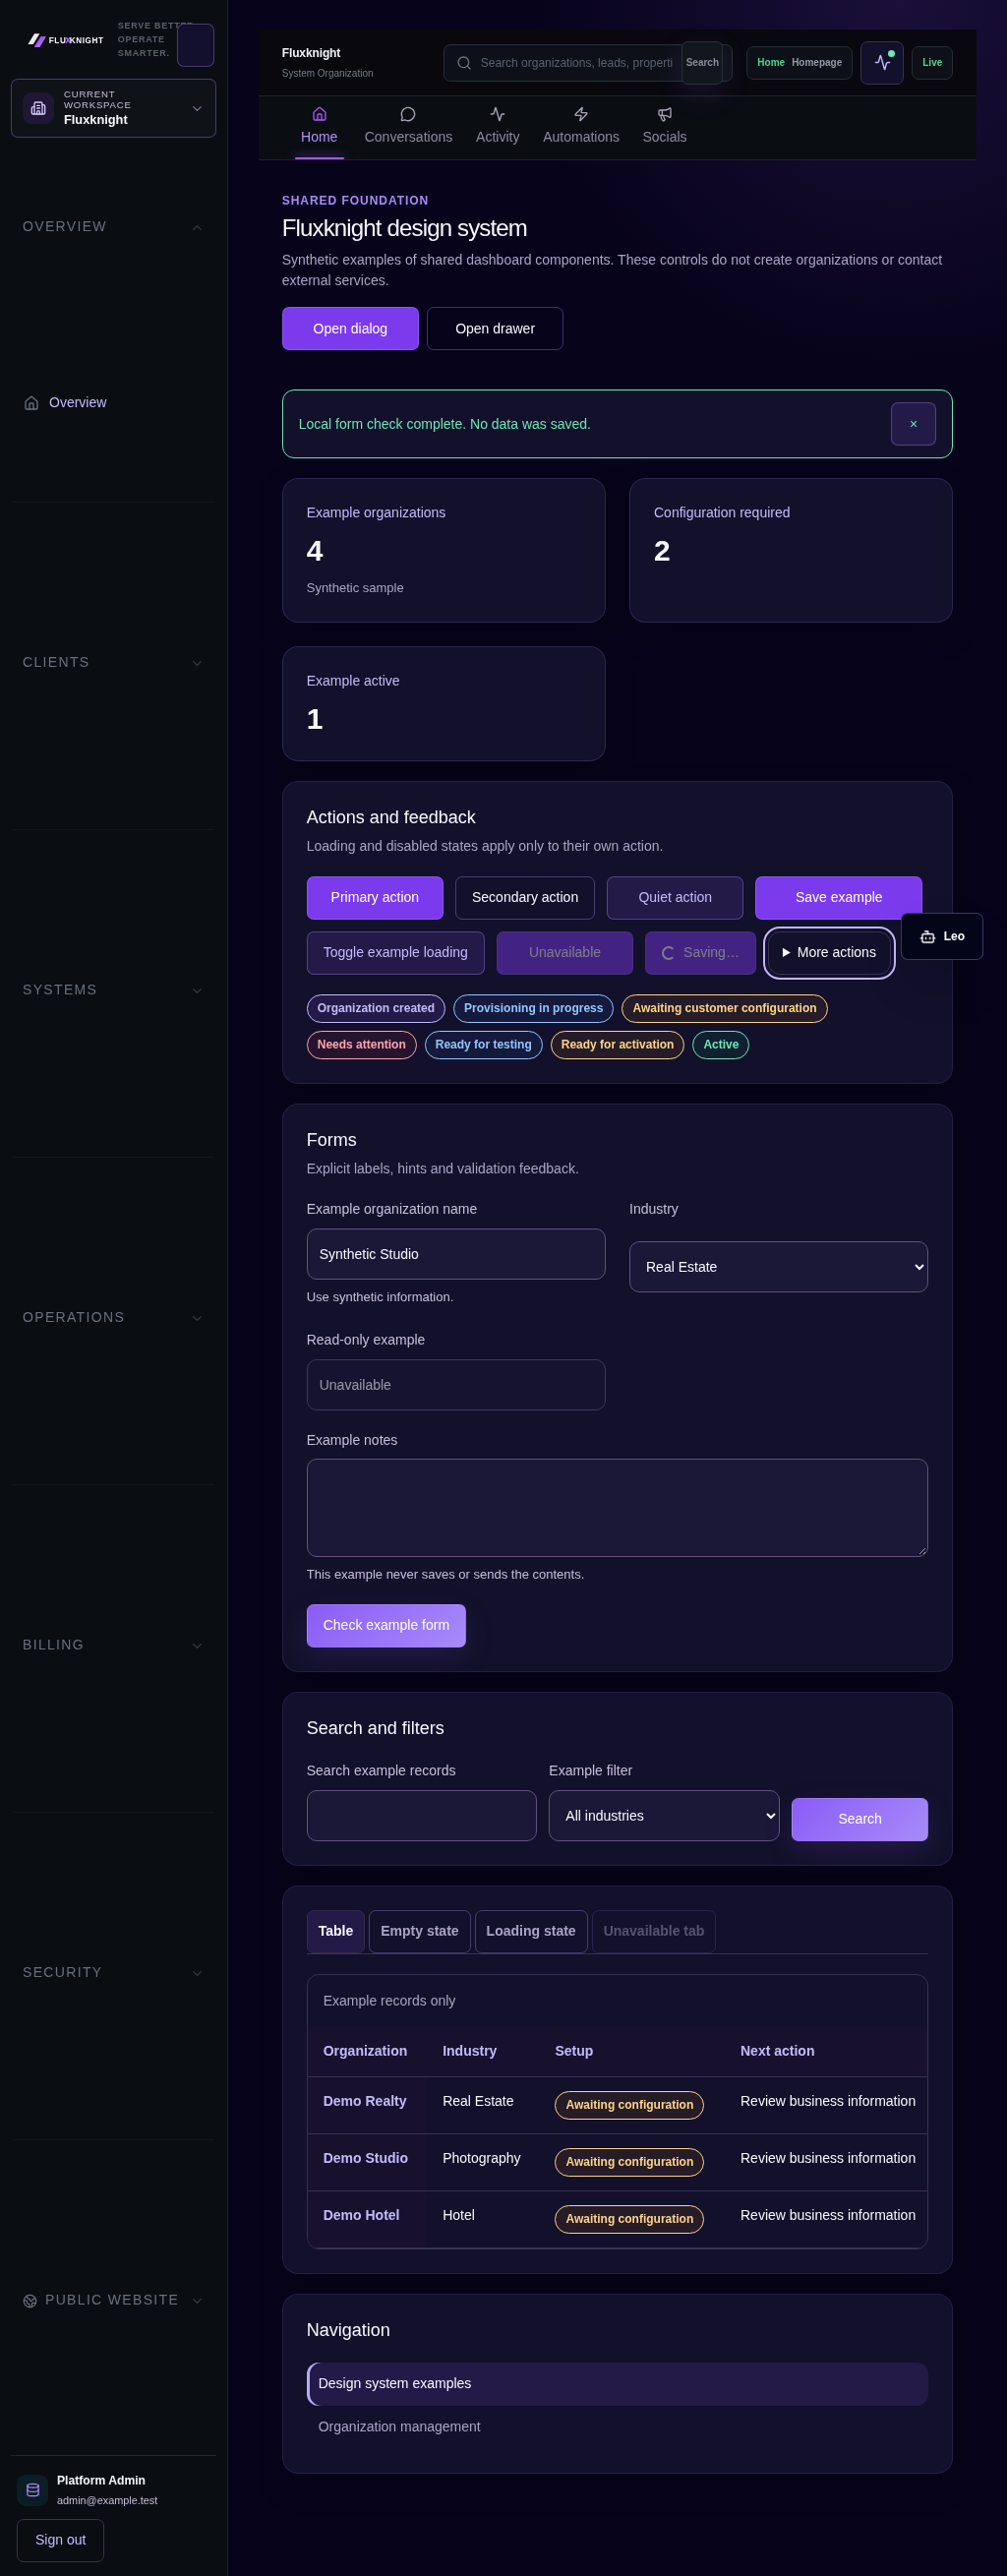 FLUXKNIGHT
SERVE BETTER.
OPERATE
SMARTER.
CURRENT
WORKSPACE
Fluxknight
OVERVIEW
Overview
CLIENTS
SYSTEMS
OPERATIONS
BILLING
SECURITY
PUBLIC WEBSITE
Platform Admin
admin@example.test
Sign out
Fluxknight
System Organization
Search organizations, leads, properti
Search
Home Homepage
Live
Home
Conversations
Activity
Automations
Socials
SHARED FOUNDATION
Fluxknight design system
Synthetic examples of shared dashboard components. These controls do not create organizations or contact
external services.
Open dialog
Open drawer
Local form check complete. No data was saved.
×
Example organizations
4
Synthetic sample
Configuration required
2
Example active
1
Actions and feedback
Loading and disabled states apply only to their own action.
Primary action
Secondary action
Quiet action
Save example
Toggle example loading
Unavailable
Saving…
More actions
Leo
Organization created
Provisioning in progress
Awaiting customer configuration
Needs attention
Ready for testing
Ready for activation
Active
Forms
Explicit labels, hints and validation feedback.
Example organization name
Industry
Synthetic Studio
Real Estate
Use synthetic information.
Read-only example
Unavailable
Example notes
This example never saves or sends the contents.
Check example form
Search and filters
Search example records
Example filter
All industries
Search
Table
Empty state
Loading state
Unavailable tab
Example records only
Organization Industry Setup Next action
Demo Realty Real Estate Awaiting configuration Review business information
Demo Studio Photography Awaiting configuration Review business information
Demo Hotel Hotel Awaiting configuration Review business information
Navigation
Design system examples
Organization management